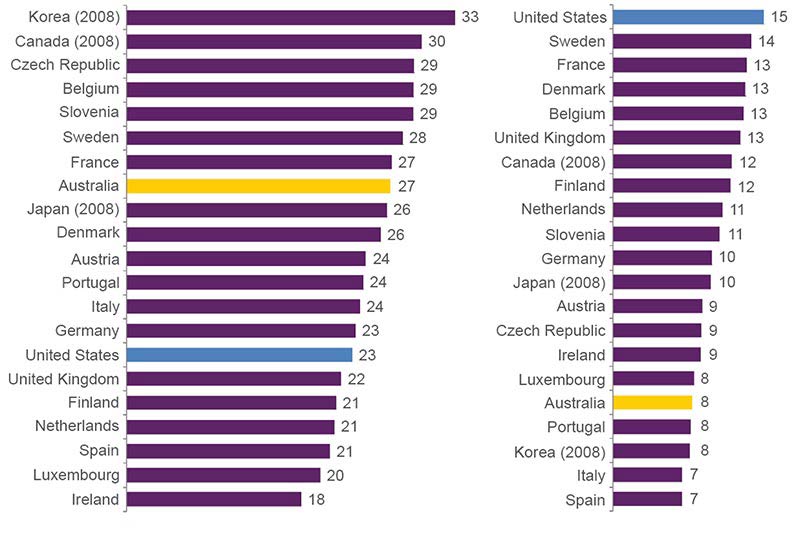 Korea (2008) 33
Canada (2008) 30
Czech Republic 29
Belgium 29
Slovenia 29
Sweden 28
France 27
Australia 27
Japan (2008) 26
Denmark 26
Austria 24
Portugal 24
Italy 24
Germany 23
United States 23
United Kingdom 22
Finland 21
Netherlands 21
Spain 21
Luxembourg 20
Ireland 18
United States 15
Sweden 14
France 13
Denmark 13
Belgium 13
United Kingdom 13
Canada (2008) 12
Finland 12
Netherlands 11
Slovenia 11
Germany 10
Japan (2008) 10
Austria 9
Czech Republic 9
Ireland 9
Luxembourg 8
Australia 8
Portugal 8
Korea (2008) 8
Italy 7
Spain 7